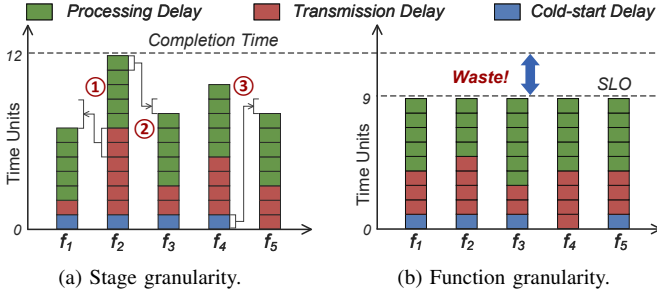 Processing Delay Transmission Delay Cold-start Delay
Completion Time
12
Time Units
0
①
②
③
f1 f2 f3 f4 f5
(a) Stage granularity.
Waste!
SLO
9
Time Units
0
f1 f2 f3 f4 f5
(b) Function granularity.